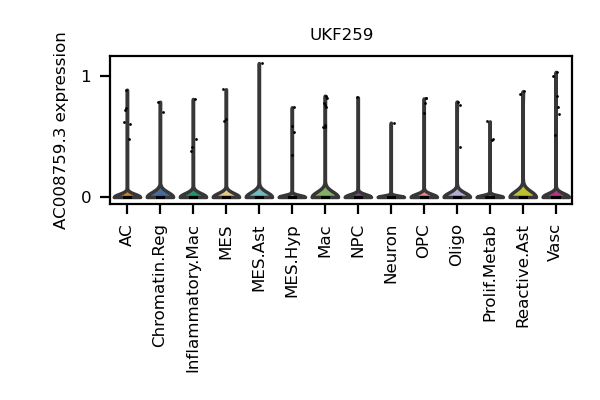 UKF259
AC008759.3 expression
1
0
AC
Chromatin.Reg
Inflammatory.Mac
MES
MES.Ast
MES.Hyp
Mac
NPC
Neuron
OPC
Oligo
Prolif.Metab
Reactive.Ast
Vasc